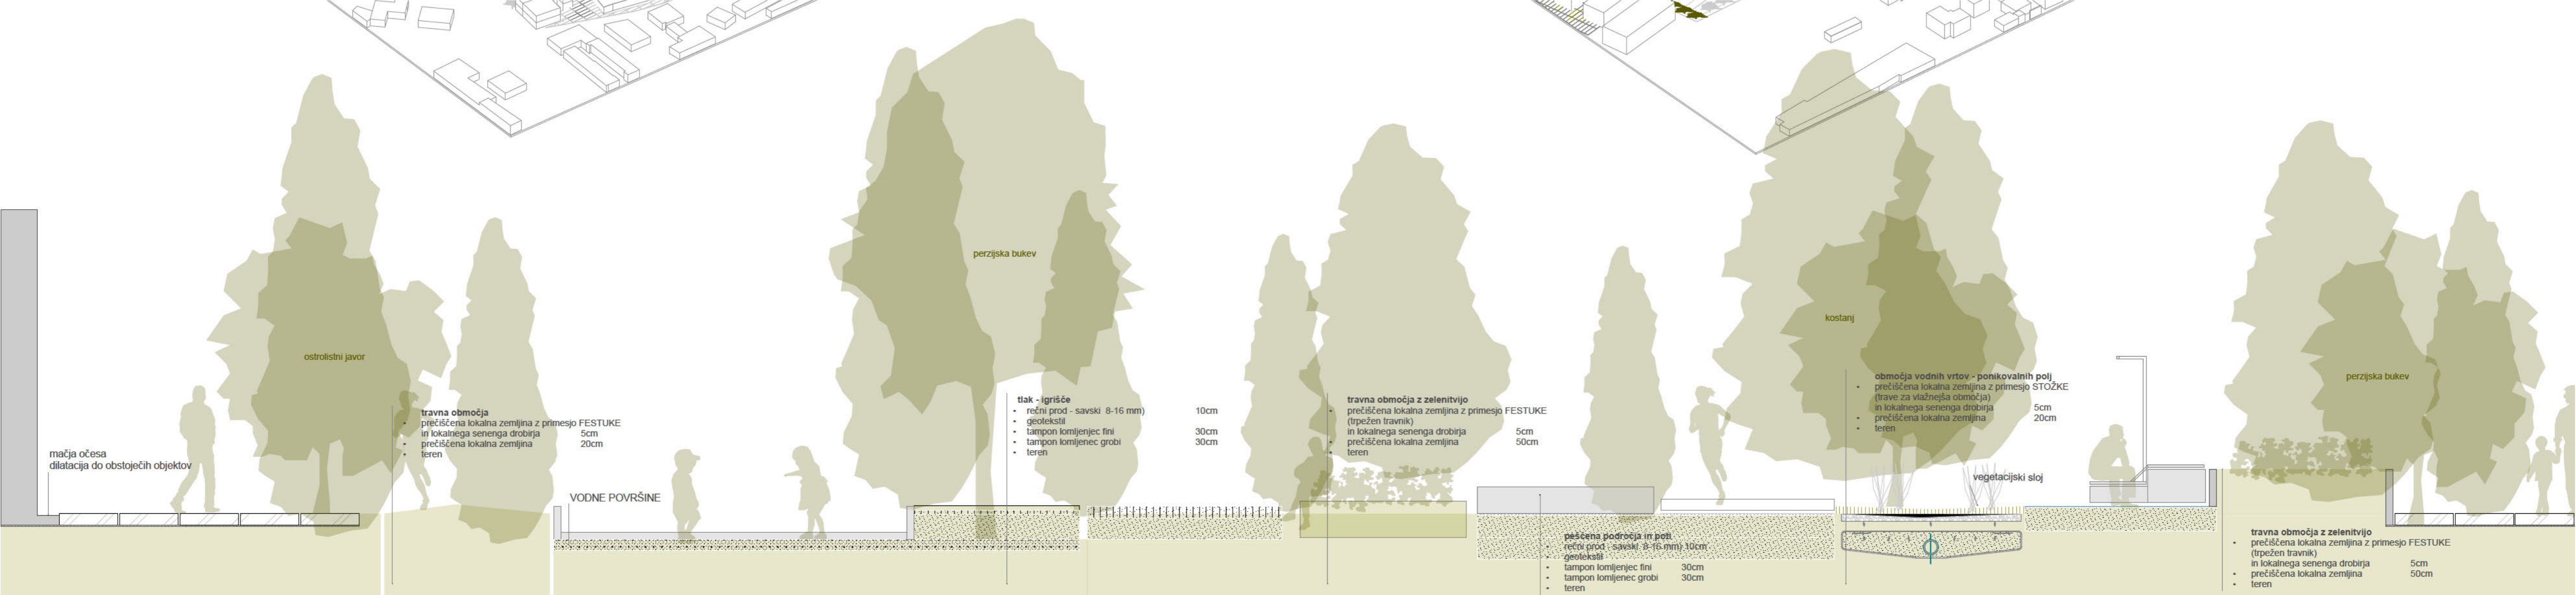 mačja očesa
dilatacija do obstoječih objektov
ostrolistni javor
travna območja
• prečiščena lokalna zemljina z primesjo FESTUKE
in lokalnega senenga drobirja 5cm
• prečiščena lokalna zemljina 20cm
• teren
VODNE POVRŠINE
perzijska bukev
tlak - igrišče
• rečni prod - savski 8-16 mm) 10cm
• geotekstil
• tampon lomljenjec fini 30cm
• tampon lomljenec grobi 30cm
• teren
travna območja z zelenitvijo
• prečiščena lokalna zemljina z primesjo FESTUKE
(trpežen travnik)
in lokalnega senenga drobirja 5cm
• prečiščena lokalna zemljina 50cm
• teren
peščena področja in poti
• rečni prod - savski 8-16 mm) 10cm
• geotekstil
• tampon lomljenjec fini 30cm
• tampon lomljenec grobi 30cm
• teren
kostanj
območja vodnih vrtov - ponikovalnih polj
• prečiščena lokalna zemljina z primesjo STOŽKE
(trave za vlažnejša območja)
in lokalnega senenga drobirja 5cm
• prečiščena lokalna zemljina 20cm
• teren
vegetacijski sloj
perzijska bukev
travna območja z zelenitvijo
• prečiščena lokalna zemljina z primesjo FESTUKE
(trpežen travnik)
in lokalnega senenga drobirja 5cm
• prečiščena lokalna zemljina 50cm
• teren